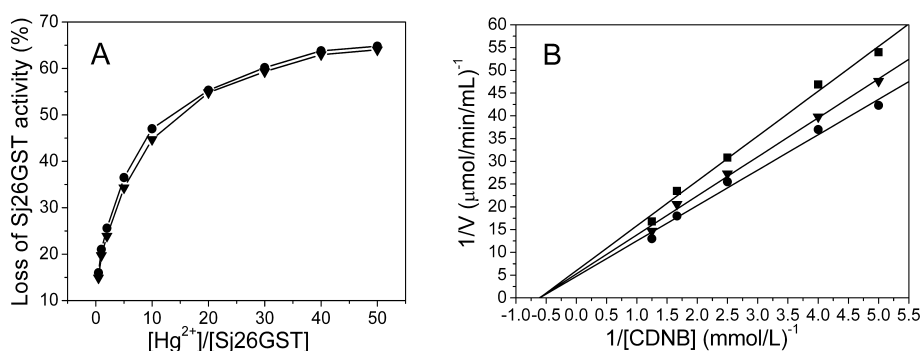 A
Loss of Sj26GST activity (%)
70
60
50
40
30
20
10
0 10 20 30 40 50
[Hg²⁺]/[Sj26GST]
B
1/V (μmol/min/mL)⁻¹
60
55
50
45
40
35
30
25
20
15
10
5
0
-1.0 -0.5 0.0 0.5 1.0 1.5 2.0 2.5 3.0 3.5 4.0 4.5 5.0 5.5
1/[CDNB] (mmol/L)⁻¹